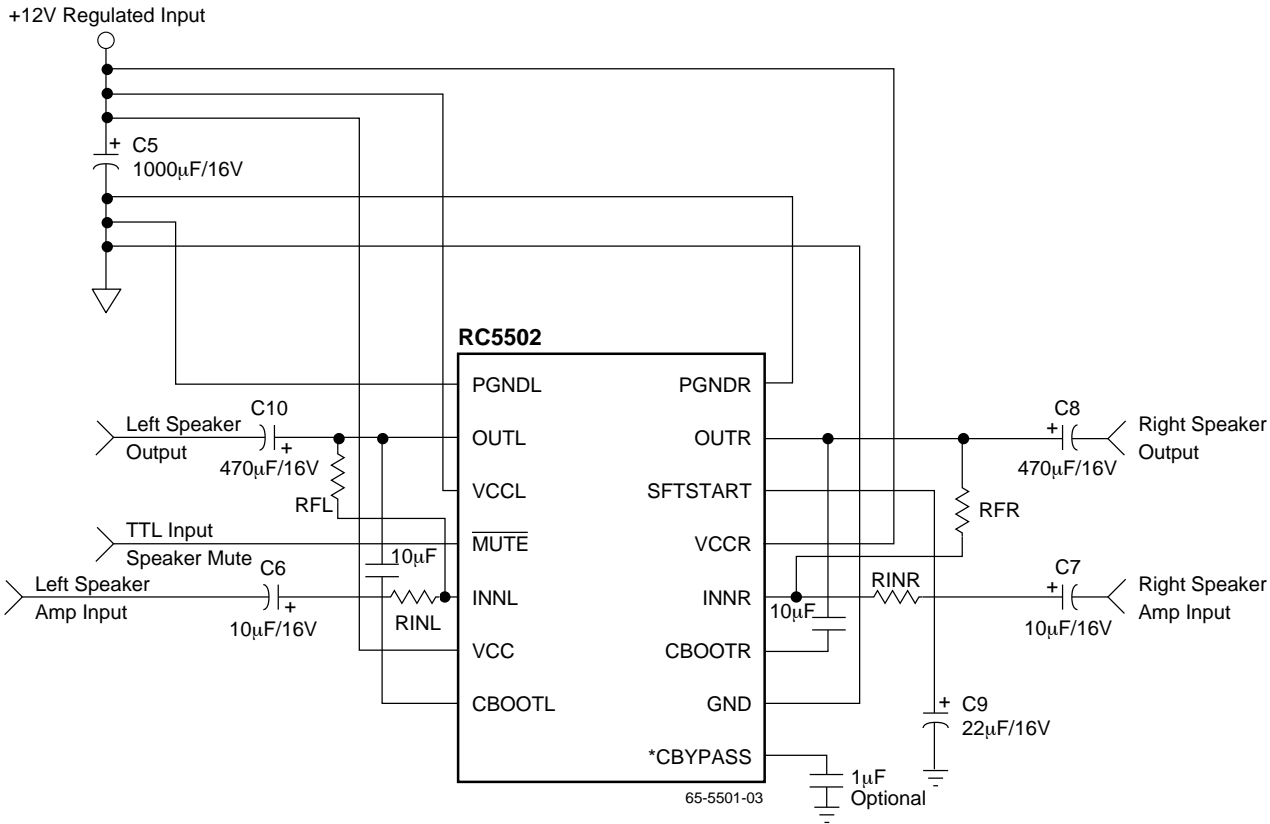 +12V Regulated Input
+ C5
1000μF/16V
RC5502
PGNDL
PGNDR
C10
Left Speaker
Output
+
470μF/16V
OUTL
OUTR
C8
+
470μF/16V
Right Speaker
Output
RFL
VCCL
SFTSTART
RFR
TTL Input
Speaker Mute
MUTE
VCCR
10μF
Left Speaker
Amp Input
C6
+
10μF/16V
RINL
INNL
INNR
10μF
RINR
C7
+
10μF/16V
Right Speaker
Amp Input
VCC
CBOOTR
CBOOTL
GND
+ C9
22μF/16V
*CBYPASS
1μF
Optional
65-5501-03